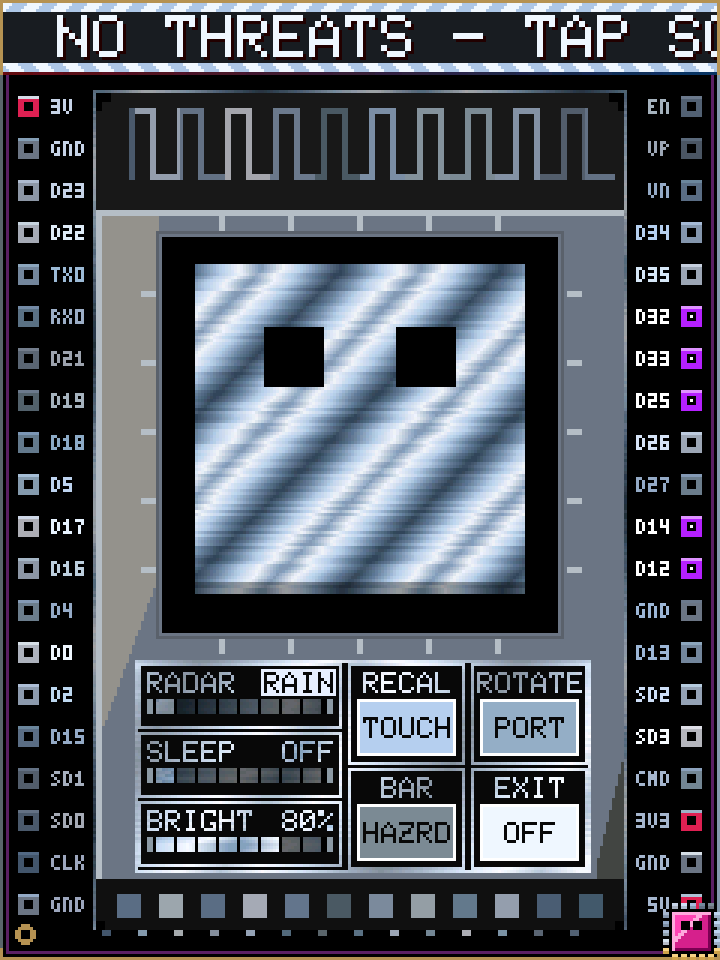 NO THREATS - TAP SC
3V
GND
D23
D22
TX0
RX0
D21
D19
D18
D5
D17
D16
D4
D0
D2
D15
SD1
SD0
CLK
GND
EN
VP
VN
D34
D35
D32
D33
D25
D26
D27
D14
D12
GND
D13
SD2
SD3
CMD
3V3
GND
5V
RADAR RAIN
SLEEP OFF
BRIGHT 80%
RECAL
TOUCH
ROTATE
PORT
BAR
HAZRD
EXIT
OFF